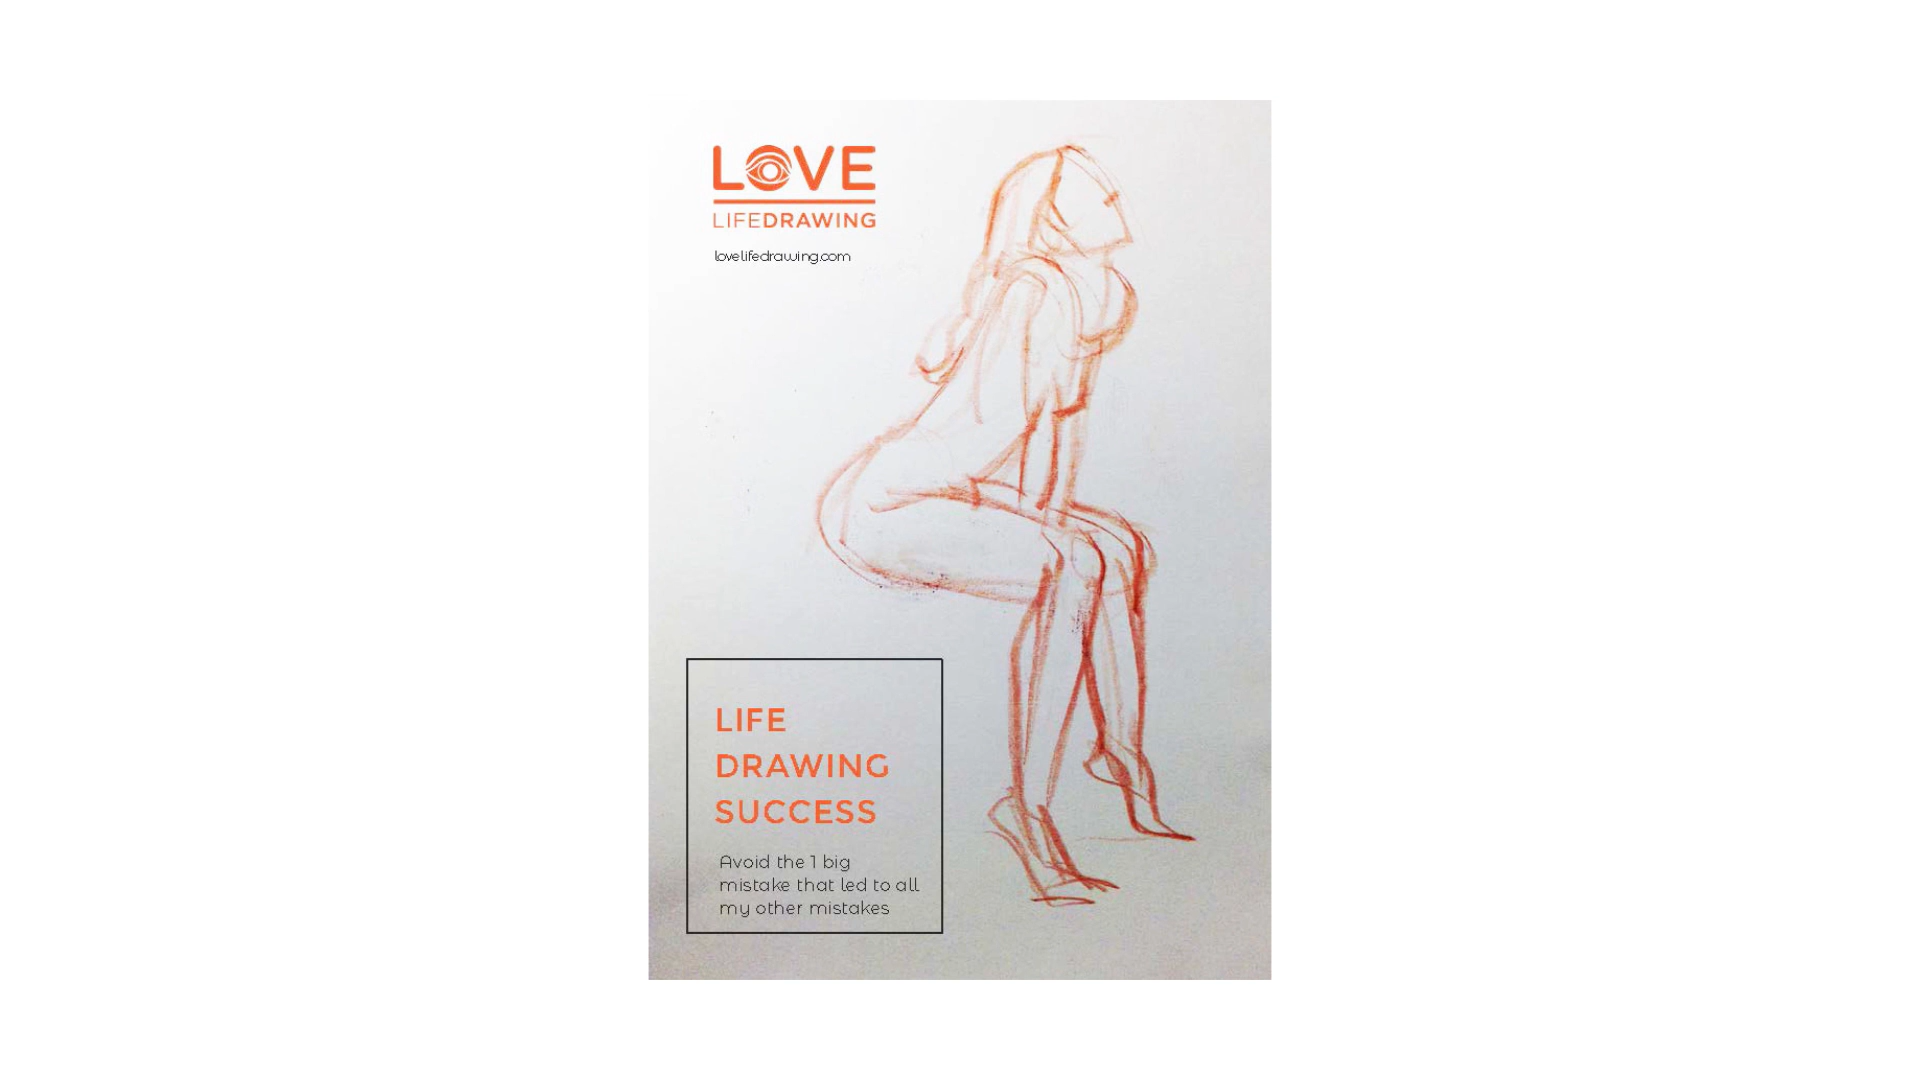 LOVE
LIFEDRAWING
lovelifedrawing.com
LIFE
DRAWING
SUCCESS
Avoid the 1 big
mistake that led to all
my other mistakes